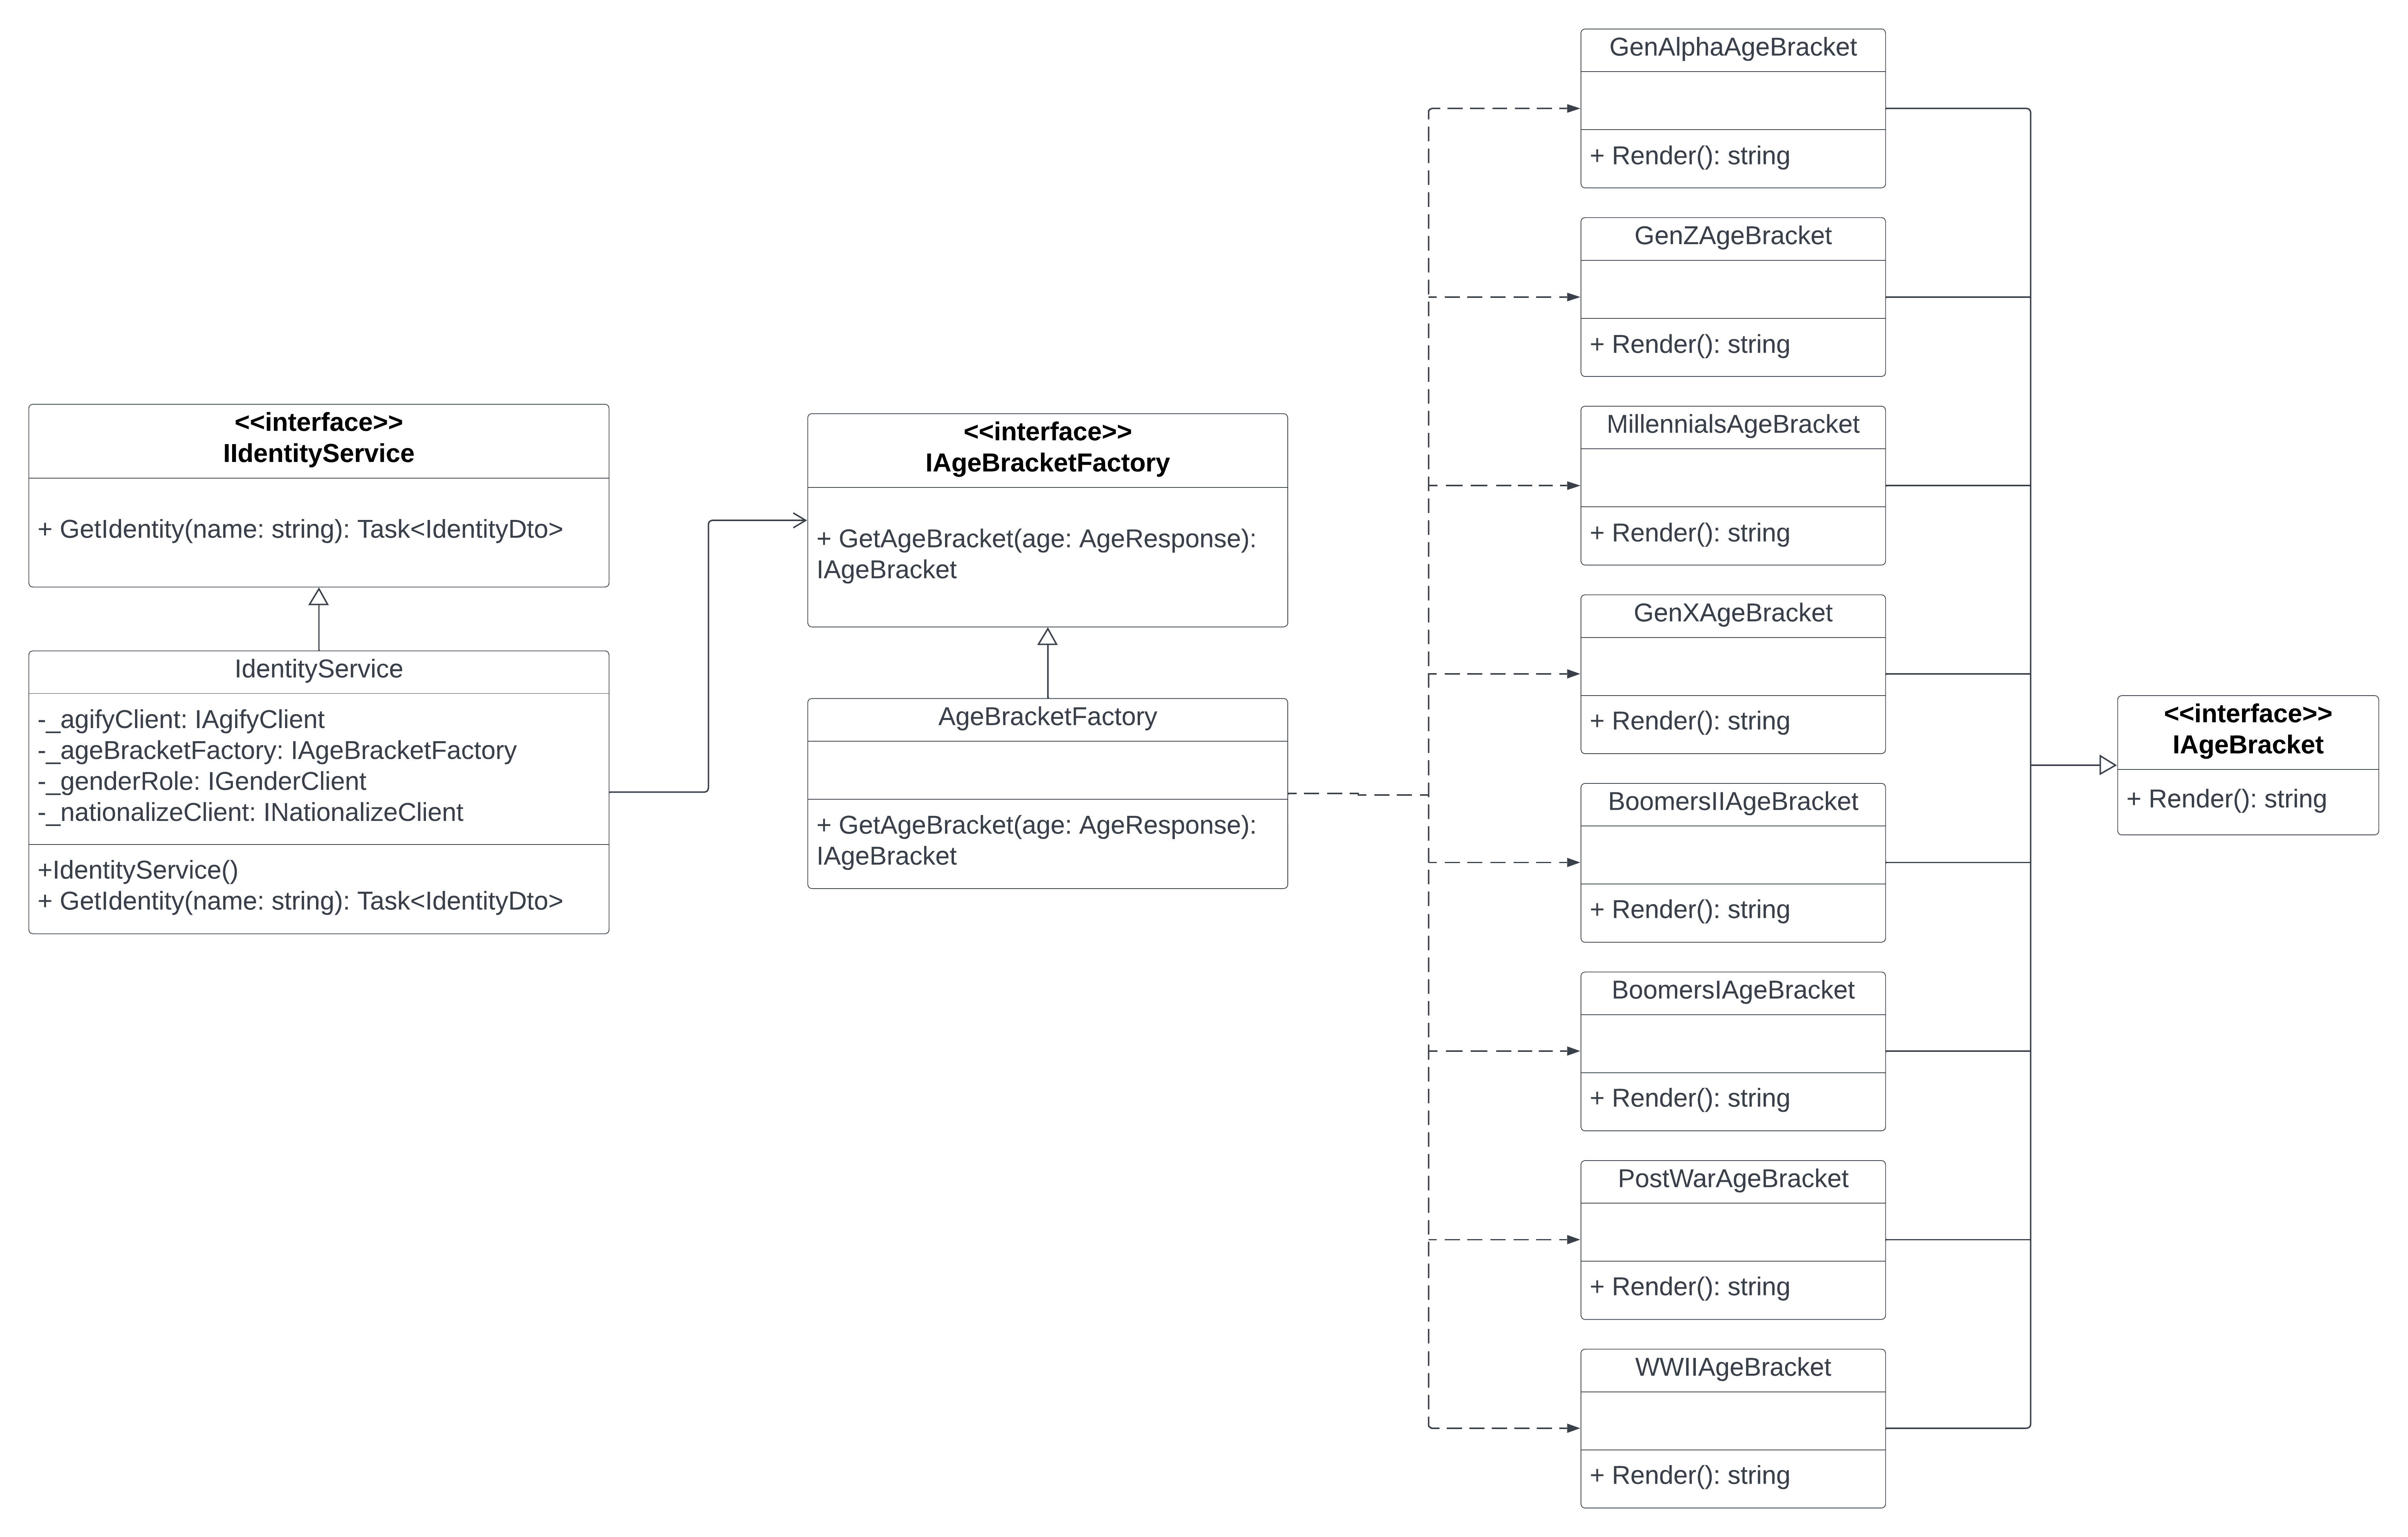 <<interface>>
IIdentityService
+ GetIdentity(name: string): Task<IdentityDto>
IdentityService
-_agifyClient: IAgifyClient
-_ageBracketFactory: IAgeBracketFactory
-_genderRole: IGenderClient
-_nationalizeClient: INationalizeClient
+IdentityService()
+ GetIdentity(name: string): Task<IdentityDto>
<<interface>>
IAgeBracketFactory
+ GetAgeBracket(age: AgeResponse):
IAgeBracket
AgeBracketFactory
+ GetAgeBracket(age: AgeResponse):
IAgeBracket
GenAlphaAgeBracket
+ Render(): string
GenZAgeBracket
+ Render(): string
MillennialsAgeBracket
+ Render(): string
GenXAgeBracket
+ Render(): string
BoomersIIAgeBracket
+ Render(): string
BoomersIAgeBracket
+ Render(): string
PostWarAgeBracket
+ Render(): string
WWIIAgeBracket
+ Render(): string
<<interface>>
IAgeBracket
+ Render(): string